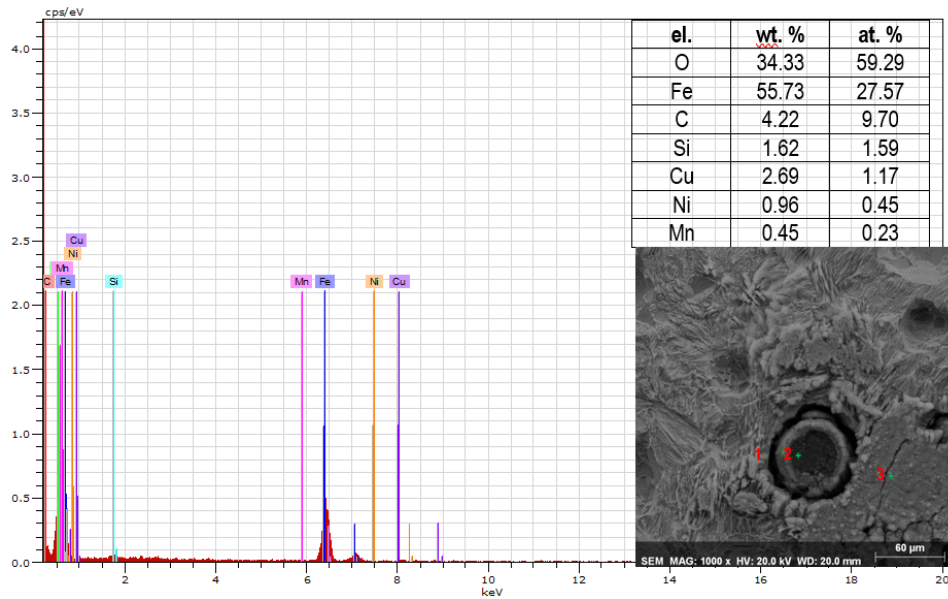 cps/eV
el. wt. % at. %
O 34.33 59.29
Fe 55.73 27.57
C 4.22 9.70
Si 1.62 1.59
Cu 2.69 1.17
Ni 0.96 0.45
Mn 0.45 0.23
4.0
3.5
3.0
2.5
2.0
1.5
1.0
0.5
0.0
Cu
Ni
Mn
C Fe Si Mn Fe Ni Cu
1 2 3
60 µm
SEM MAG: 1000 x HV: 20.0 kV WD: 20.0 mm
2 4 6 8 10 12 14 16 18 20
keV